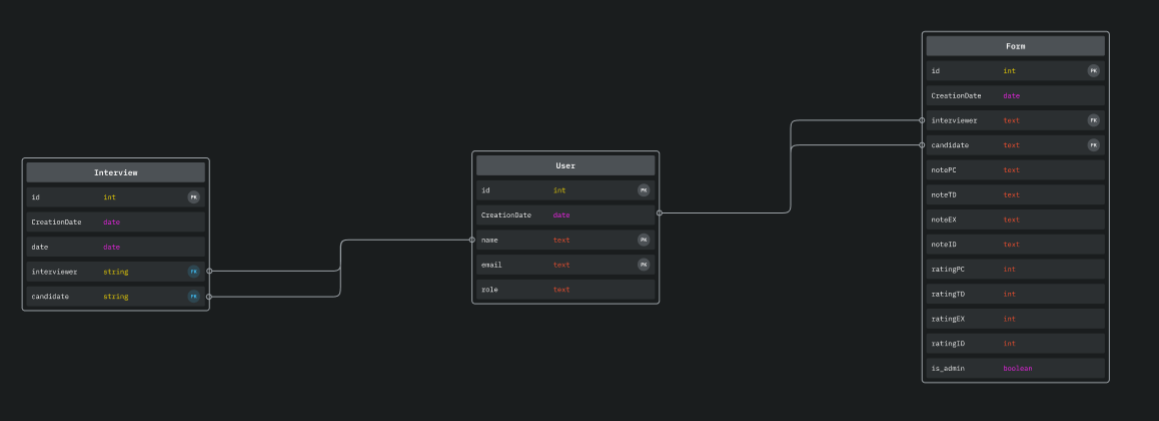 Interview
id int PK
CreationDate date
date date
interviewer string FK
candidate string FK
User
id int PK
CreationDate date
name text PK
email text PK
role text
Form
id int PK
CreationDate date
interviewer text FK
candidate text FK
notePC text
noteTD text
noteEX text
noteID text
ratingPC int
ratingTD int
ratingEX int
ratingID int
is_admin boolean